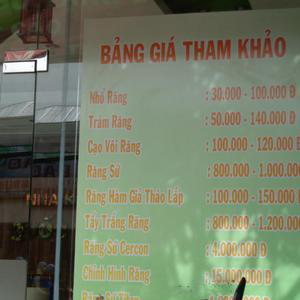 BẢNG GIÁ THAM KHẢO
Nhổ Răng : 30.000 - 100.000 Đ
Trám Răng : 50.000 - 140.000 Đ
Cạo Vôi Răng : 100.000 - 120.000
Răng Sứ : 800.000 - 1.000
Răng Hàm Giả Tháo Lắp : 100.000 - 150.000
Tẩy Trắng Răng : 800.000 - 1.200
Răng Sứ Cercon : 4.000.000 Đ
Chỉnh Hình Răng : 15.000.000 Đ
NHA K